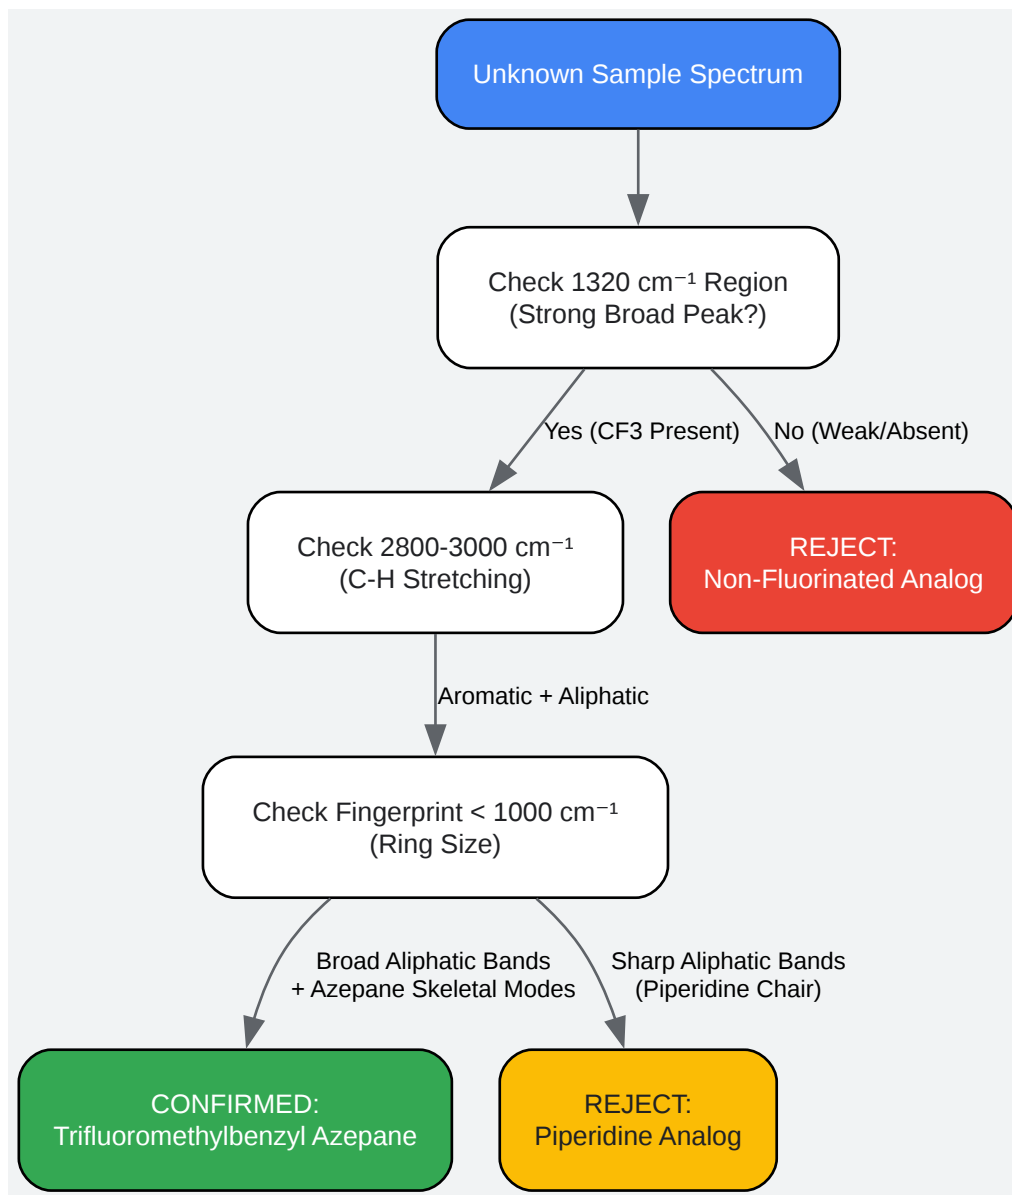 Unknown Sample Spectrum
Check 1320 cm⁻¹ Region
(Strong Broad Peak?)
Yes (CF3 Present)
No (Weak/Absent)
Check 2800-3000 cm⁻¹
(C-H Stretching)
REJECT:
Non-Fluorinated Analog
Aromatic + Aliphatic
Check Fingerprint < 1000 cm⁻¹
(Ring Size)
Broad Aliphatic Bands
+ Azepane Skeletal Modes
Sharp Aliphatic Bands
(Piperidine Chair)
CONFIRMED:
Trifluoromethylbenzyl Azepane
REJECT:
Piperidine Analog